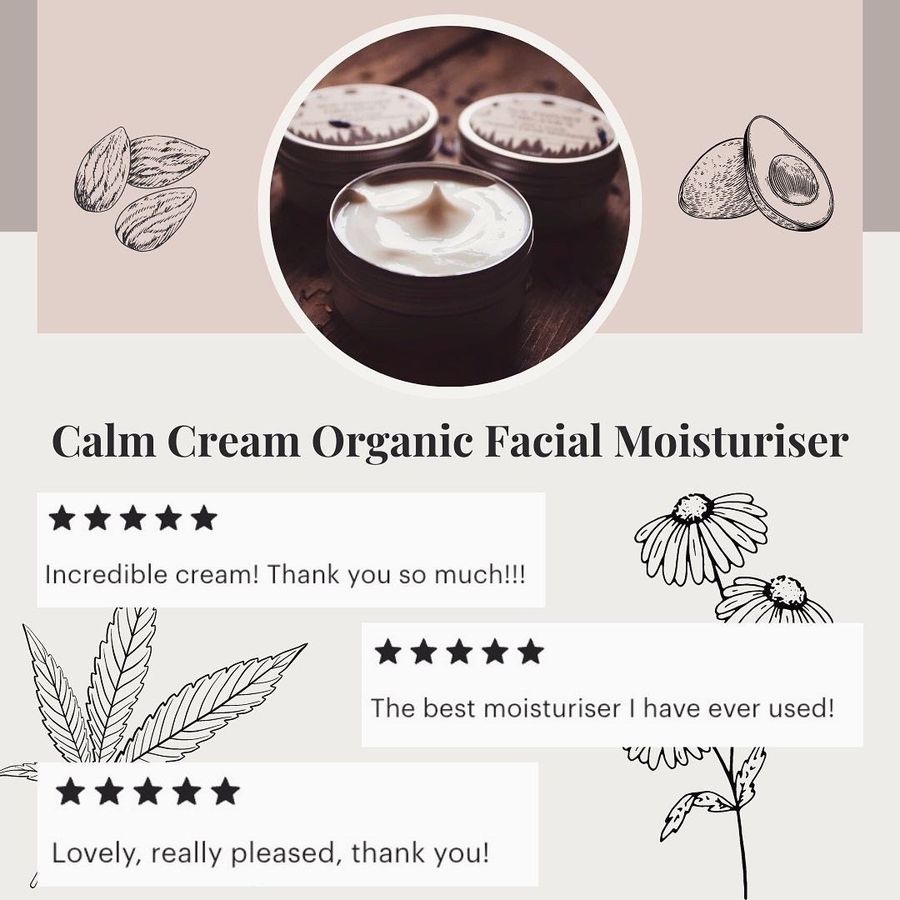 Calm Cream Organic Facial Moisturiser
Incredible cream! Thank you so much!!!
The best moisturiser I have ever used!
Lovely, really pleased, thank you!